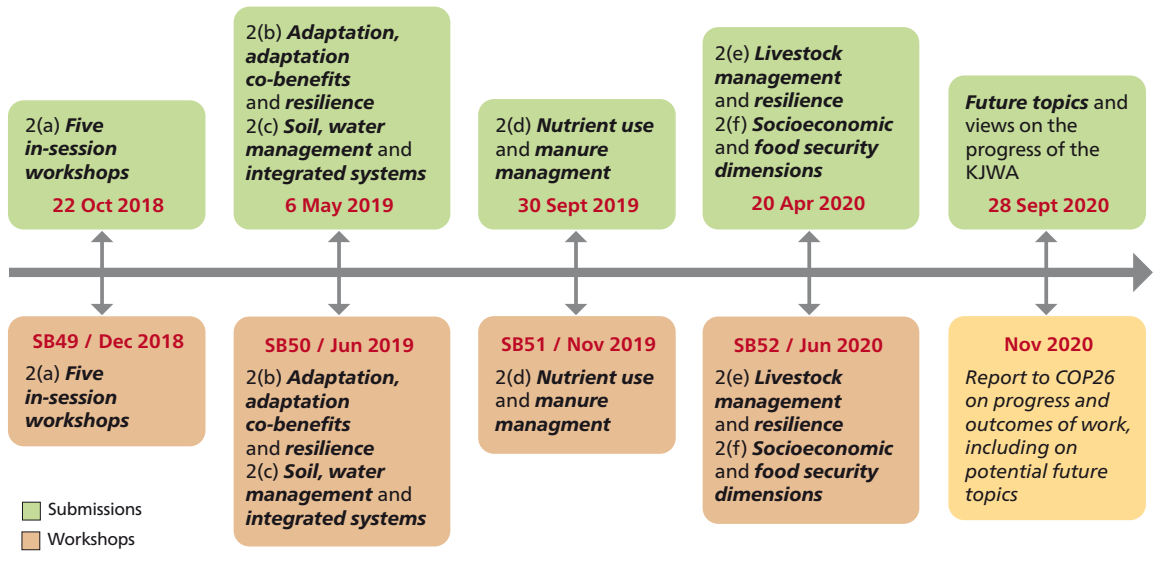 2(a) Five
in-session
workshops
22 Oct 2018
2(b) Adaptation,
adaptation
co-benefits
and resilience
2(c) Soil, water
management and
integrated systems
6 May 2019
2(d) Nutrient use
and manure
managment
30 Sept 2019
2(e) Livestock
management
and resilience
2(f) Socioeconomic
and food security
dimensions
20 Apr 2020
Future topics and
views on the
progress of the
KJWA
28 Sept 2020
SB49 / Dec 2018
2(a) Five
in-session
workshops
SB50 / Jun 2019
2(b) Adaptation,
adaptation
co-benefits
and resilience
2(c) Soil, water
management and
integrated systems
SB51 / Nov 2019
2(d) Nutrient use
and manure
managment
SB52 / Jun 2020
2(e) Livestock
management
and resilience
2(f) Socioeconomic
and food security
dimensions
Nov 2020
Report to COP26
on progress and
outcomes of work,
including on
potential future
topics
Submissions
Workshops